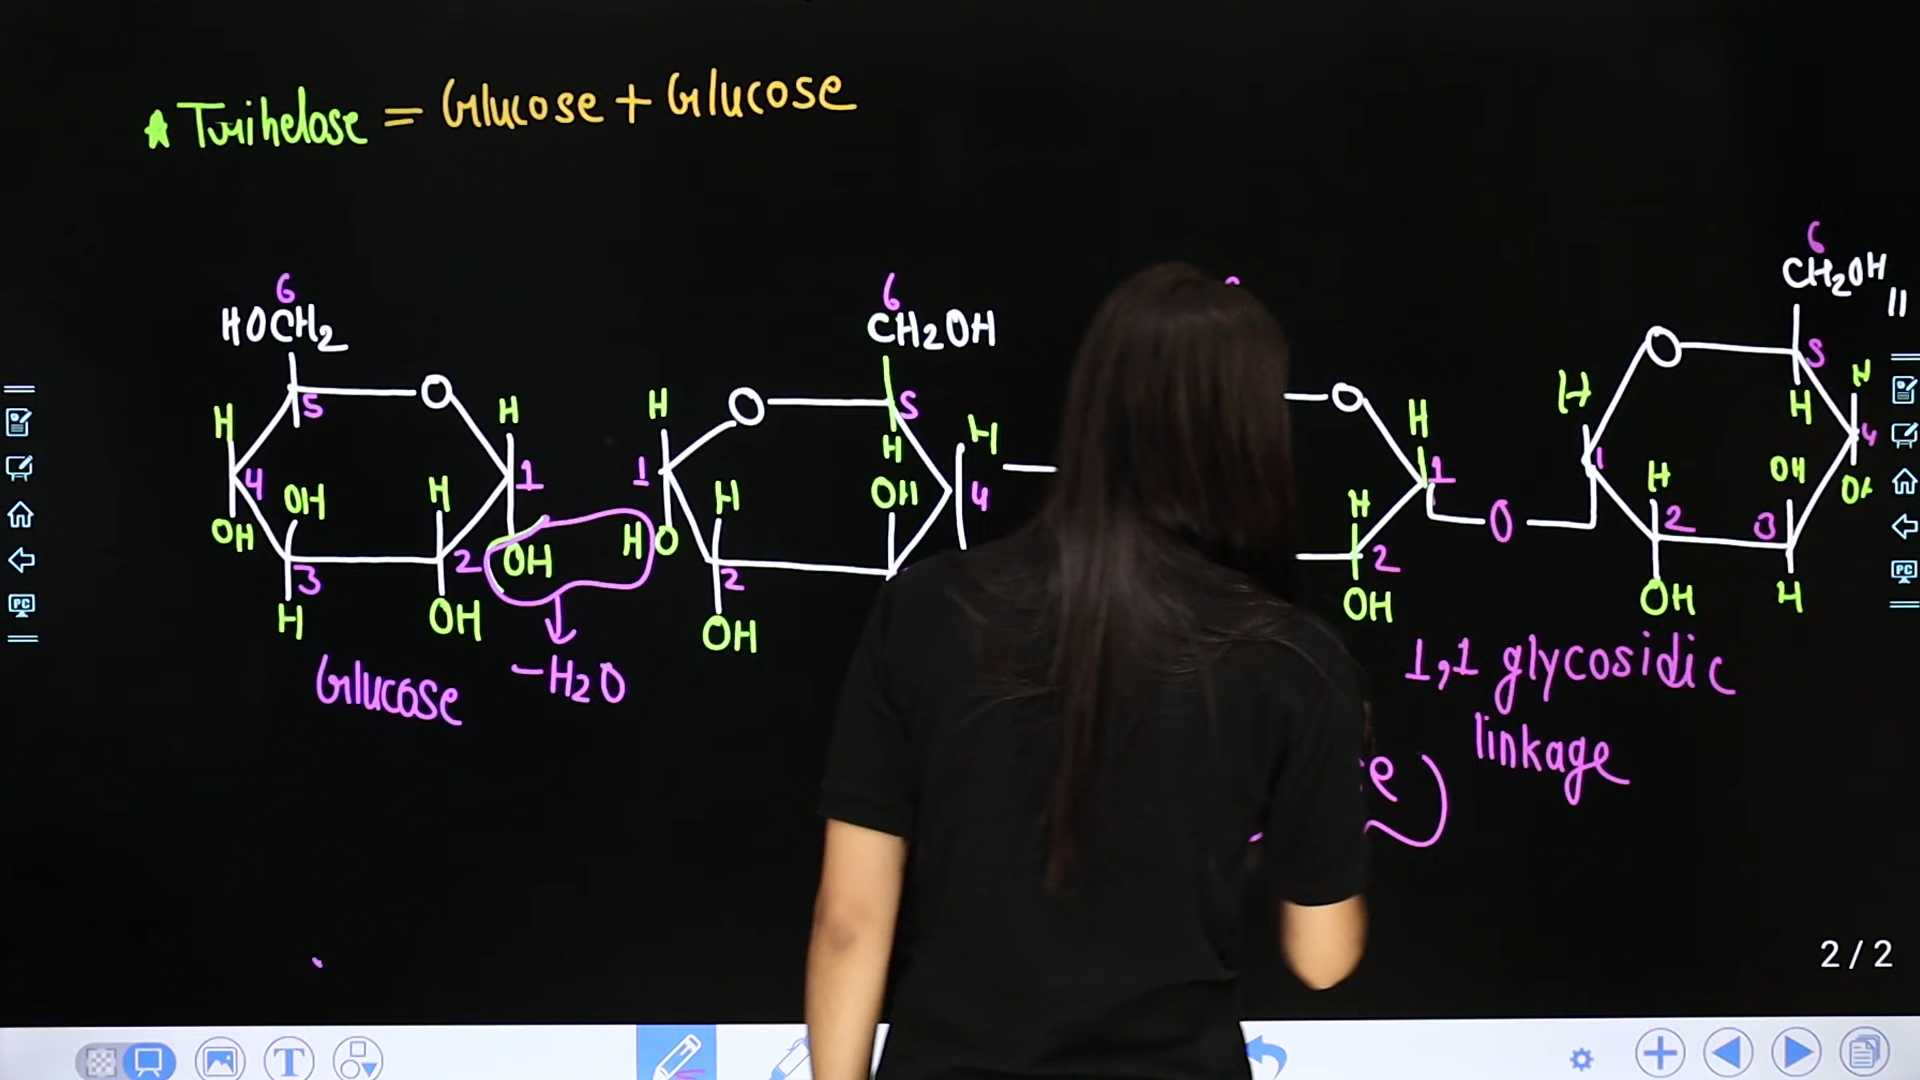 Trihelose = Glucose + Glucose
6 6 6
HOCH2 CH2OH CH2OH
5 O H H O 5 H O H H O 5 H H
4 OH H 1 1 H OH 4 1 H 1 H OH 4
OH 3 2 OH H O 2 2 O 2 3
H OH OH OH OH H
Glucose -H2O 1,1 glycosidic
linkage
e
2 / 2
T
PC PC